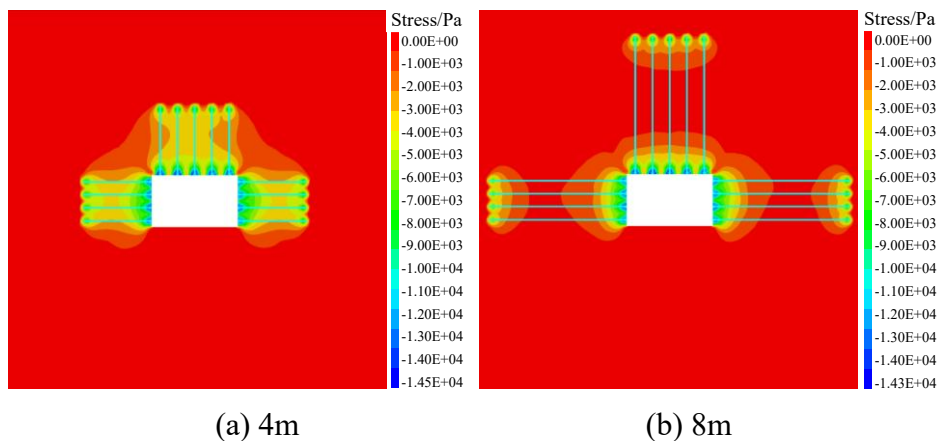 Stress/Pa
0.00E+00
-1.00E+03
-2.00E+03
-3.00E+03
-4.00E+03
-5.00E+03
-6.00E+03
-7.00E+03
-8.00E+03
-9.00E+03
-1.00E+04
-1.10E+04
-1.20E+04
-1.30E+04
-1.40E+04
-1.45E+04
(a) 4m
Stress/Pa
0.00E+00
-1.00E+03
-2.00E+03
-3.00E+03
-4.00E+03
-5.00E+03
-6.00E+03
-7.00E+03
-8.00E+03
-9.00E+03
-1.00E+04
-1.10E+04
-1.20E+04
-1.30E+04
-1.40E+04
-1.43E+04
(b) 8m